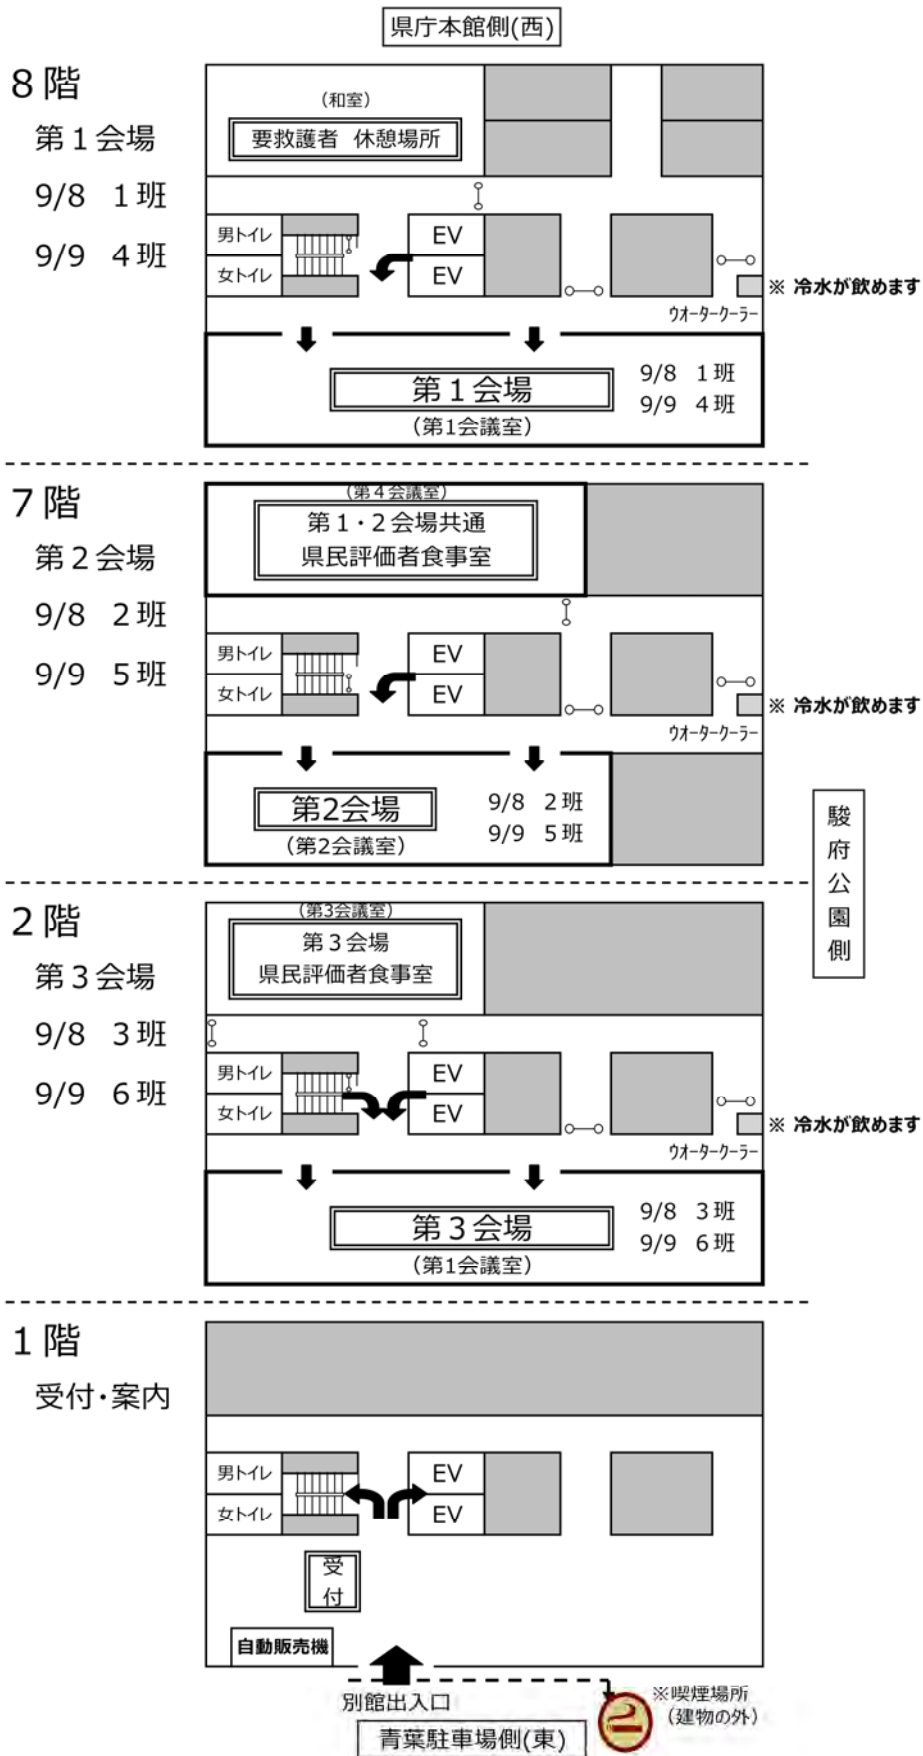 県庁本館側(西)
8階
第1会場
9/8 1班
9/9 4班
(和室)
要救護者 休憩場所
男トイレ
女トイレ
EV
EV
※ 冷水が飲めます
ウオータークーラー
第1会場
(第1会議室)
9/8 1班
9/9 4班
7階
第2会場
9/8 2班
9/9 5班
(第4会議室)
第1・2会場共通
県民評価者食事室
男トイレ
女トイレ
EV
EV
※ 冷水が飲めます
ウオータークーラー
第2会場
(第2会議室)
9/8 2班
9/9 5班
駿府公園側
2階
第3会場
9/8 3班
9/9 6班
(第3会議室)
第3会場
県民評価者食事室
男トイレ
女トイレ
EV
EV
※ 冷水が飲めます
ウオータークーラー
第3会場
(第1会議室)
9/8 3班
9/9 6班
1階
受付・案内
男トイレ
女トイレ
EV
EV
受付
自動販売機
別館出入口
※喫煙場所
(建物の外)
青葉駐車場側(東)